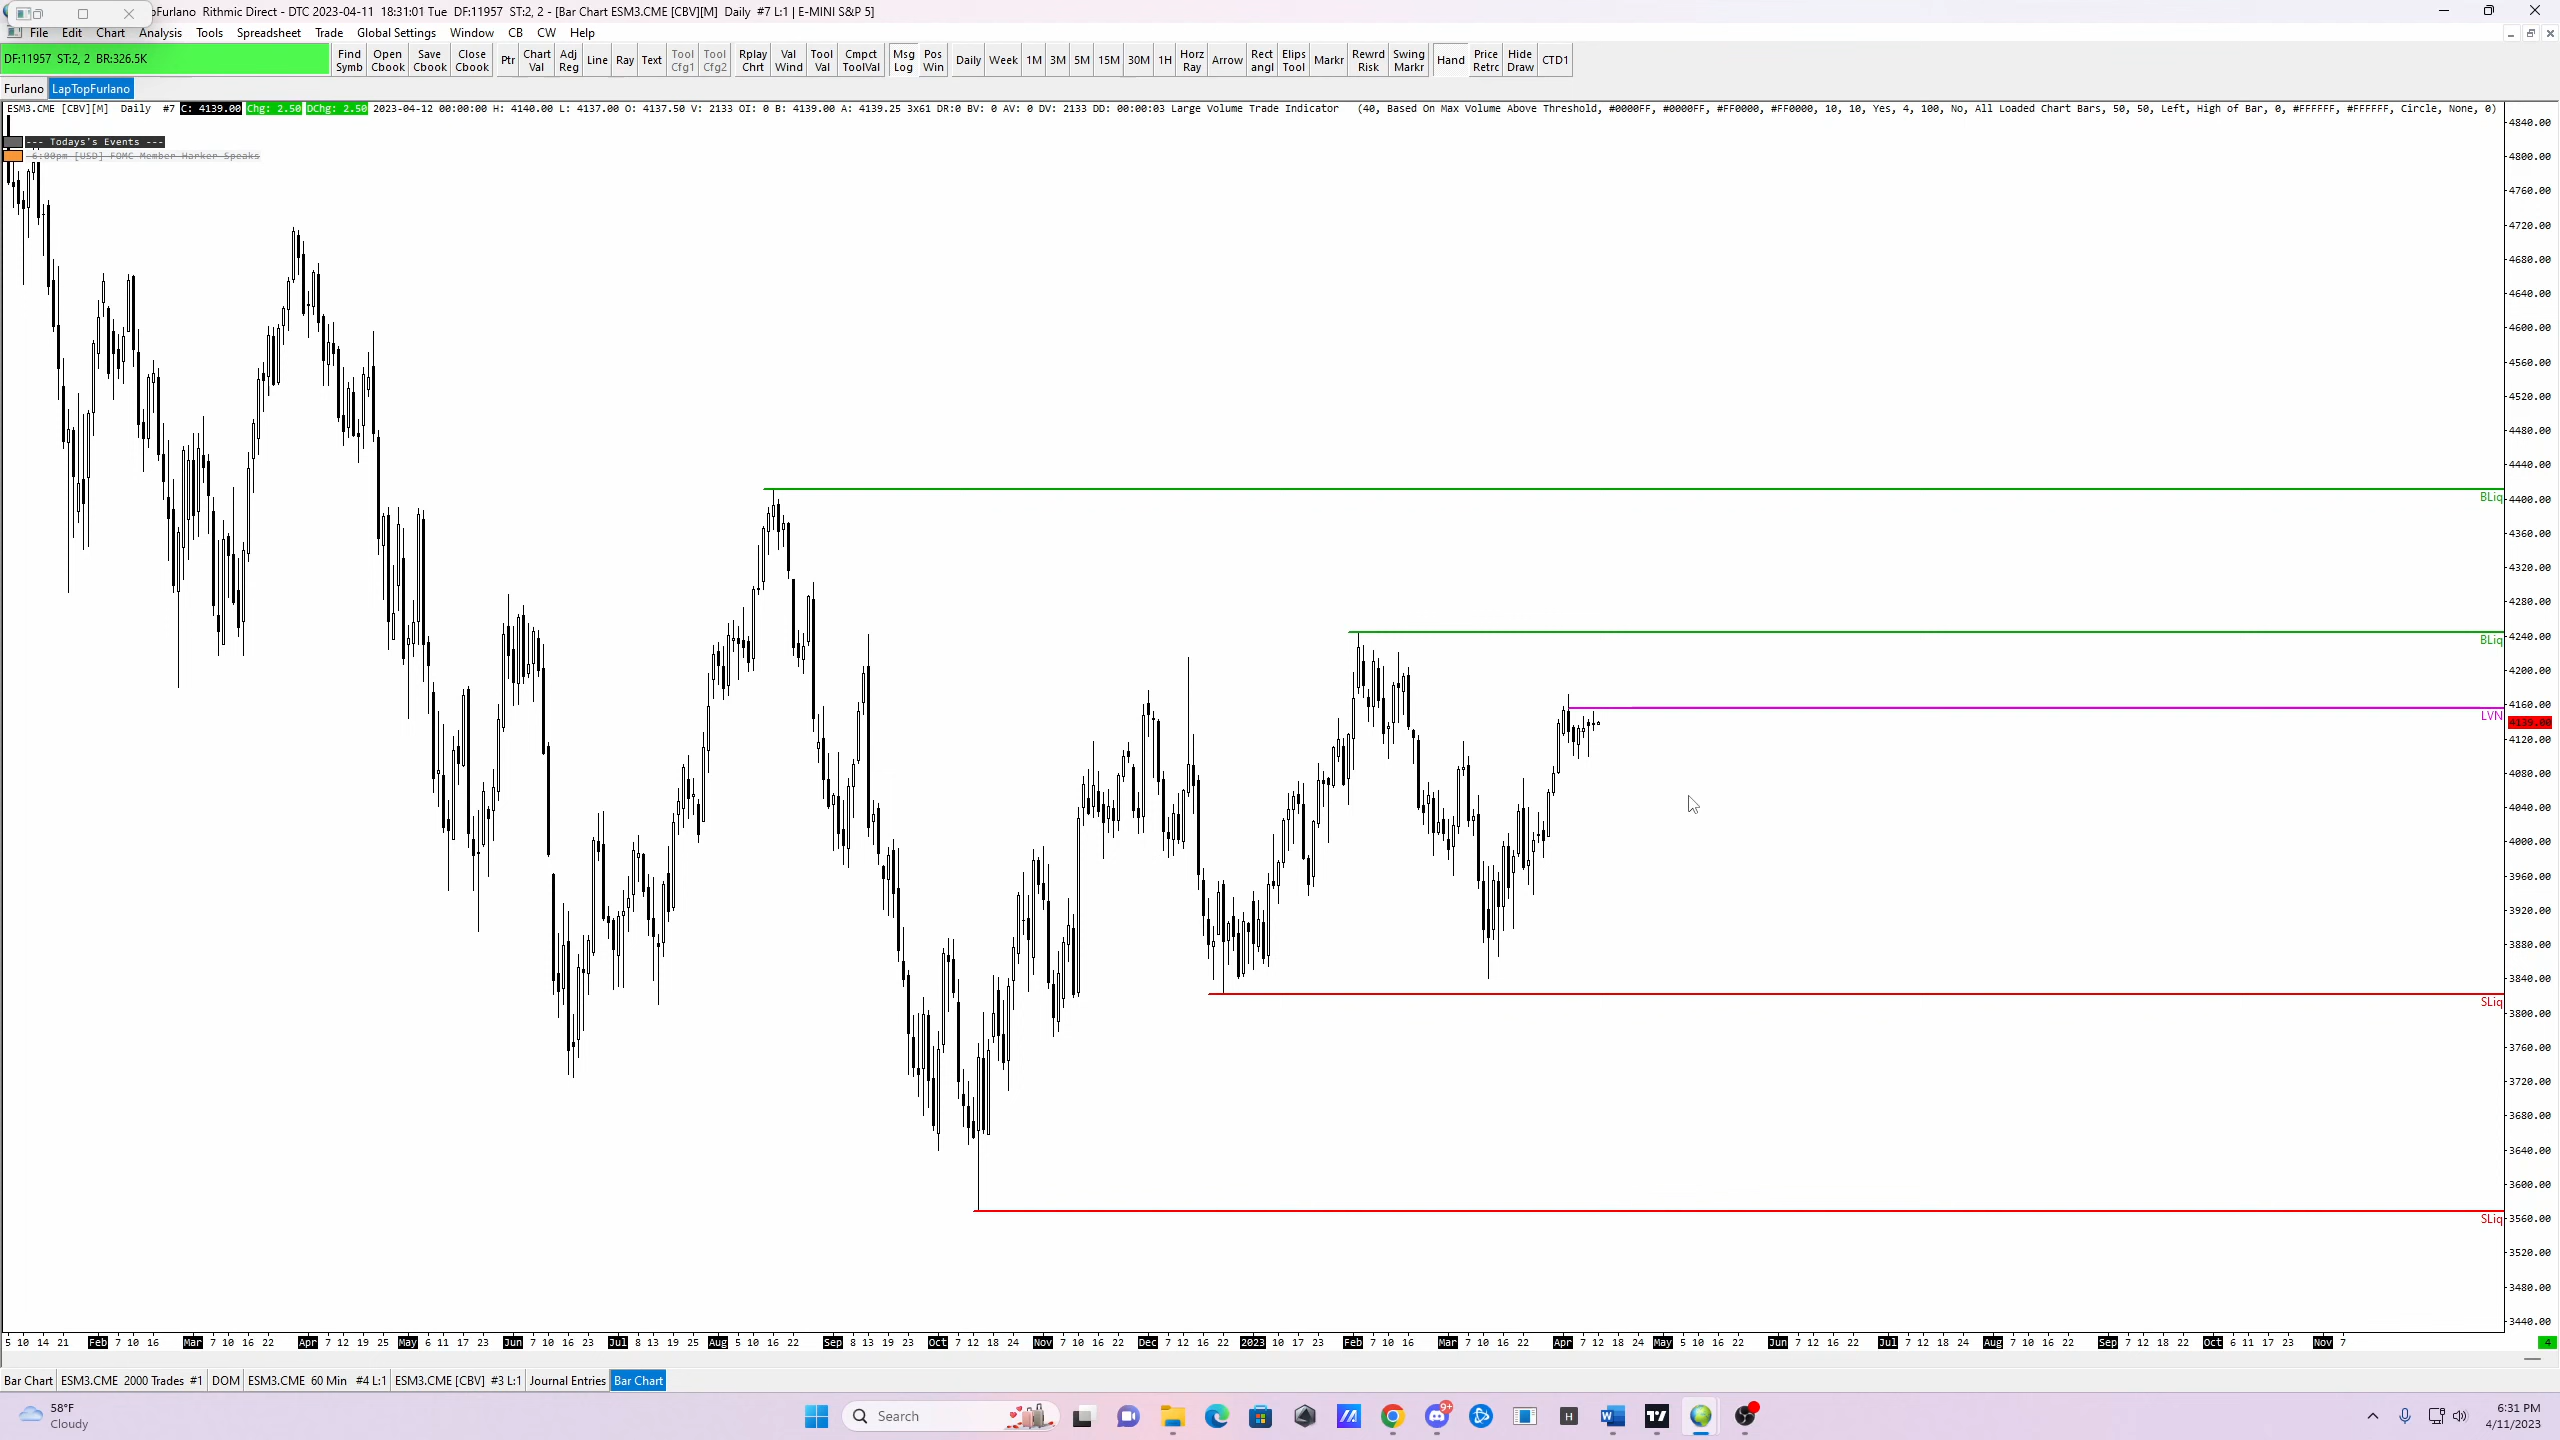 opFurlano Rithmic Direct - DTC 2023-04-11 18:31:01 Tue DF:11957 ST:2, 2 - [Bar Chart ESM3.CME [CBV][M] Daily #7 L:1 | E-MINI S&P 5]
File Edit Chart Analysis Tools Spreadsheet Trade Global Settings Window CB CW Help
DF:11957 ST:2, 2 BR:326.5K
Find Symb Open Cbook Save Cbook Close Cbook Ptr Chart Val Adj Reg Line Ray Text Tool Cfg1 Tool Cfg2 Rplay Chrt Val Wind Tool Val Cmpct ToolVal Msg Log Pos Win Daily Week 1M 3M 5M 15M 30M 1H Horz Ray Arrow Rect angl Elips Tool Markr Rewrd Risk Swing Markr Hand Price Retrc Hide Draw CTD1
Furlano LapTopFurlano
ESM3.CME [CBV][M] Daily #7 C: 4139.00 Chg: 2.50 DChg: 2.50 2023-04-12 00:00:00 H: 4140.00 L: 4137.00 O: 4137.50 V: 2133 OI: 0 B: 4139.00 A: 4139.25 3x61 DR:0 BV: 0 AV: 0 DV: 2133 DD: 00:00:03 Large Volume Trade Indicator (40, Based On Max Volume Above Threshold, #0000FF, #0000FF, #FF0000, #FF0000, 10, 10, Yes, 4, 100, No, All Loaded Chart Bars, 50, 50, Left, High of Bar, 0, #FFFFFF, #FFFFFF, Circle, None, 0)
4840.00
--- Todays's Events ---
6:00pm [USD] FOMC Member Harker Speaks
4800.00
4760.00
4720.00
4680.00
4640.00
4600.00
4560.00
4520.00
4480.00
4440.00
BLiq
4400.00
4360.00
4320.00
4280.00
4240.00
BLiq
4200.00
4160.00
LVN
4139.00
4120.00
4080.00
4040.00
4000.00
3960.00
3920.00
3880.00
3840.00
SLiq
3800.00
3760.00
3720.00
3680.00
3640.00
3600.00
SLiq
3560.00
3520.00
3480.00
3440.00
5 10 14 21 Feb 7 10 16 Mar 7 10 16 22 Apr 7 12 19 25 May 6 11 17 23 Jun 7 10 16 23 Jul 8 13 19 25 Aug 5 10 16 22 Sep 8 13 19 23 Oct 7 12 18 24 Nov 7 10 16 22 Dec 7 12 16 22 2023 10 17 23 Feb 7 10 16 Mar 7 10 16 22 Apr 7 12 18 24 May 5 10 16 22 Jun 7 12 16 22 Jul 7 12 18 24 Aug 7 10 16 22 Sep 7 12 18 22 Oct 6 11 17 23 Nov 7
4
Bar Chart ESM3.CME 2000 Trades #1 DOM ESM3.CME 60 Min #4 L:1 ESM3.CME [CBV] #3 L:1 Journal Entries Bar Chart
58°F
Cloudy
Search
9+
H
6:31 PM
4/11/2023